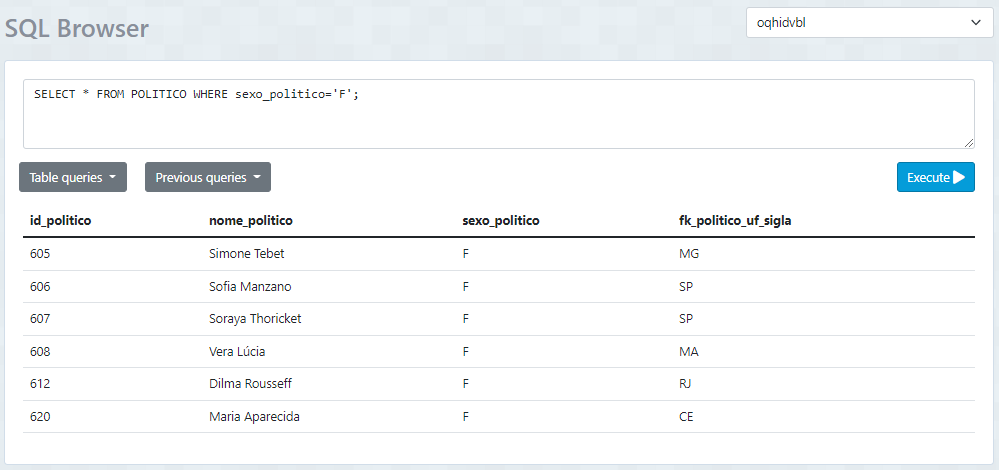 SQL Browser
oqhidvbl
SELECT * FROM POLITICO WHERE sexo_politico='F';
Table queries
Previous queries
Execute
id_politico nome_politico sexo_politico fk_politico_uf_sigla
605 Simone Tebet F MG
606 Sofia Manzano F SP
607 Soraya Thoricket F SP
608 Vera Lúcia F MA
612 Dilma Rousseff F RJ
620 Maria Aparecida F CE